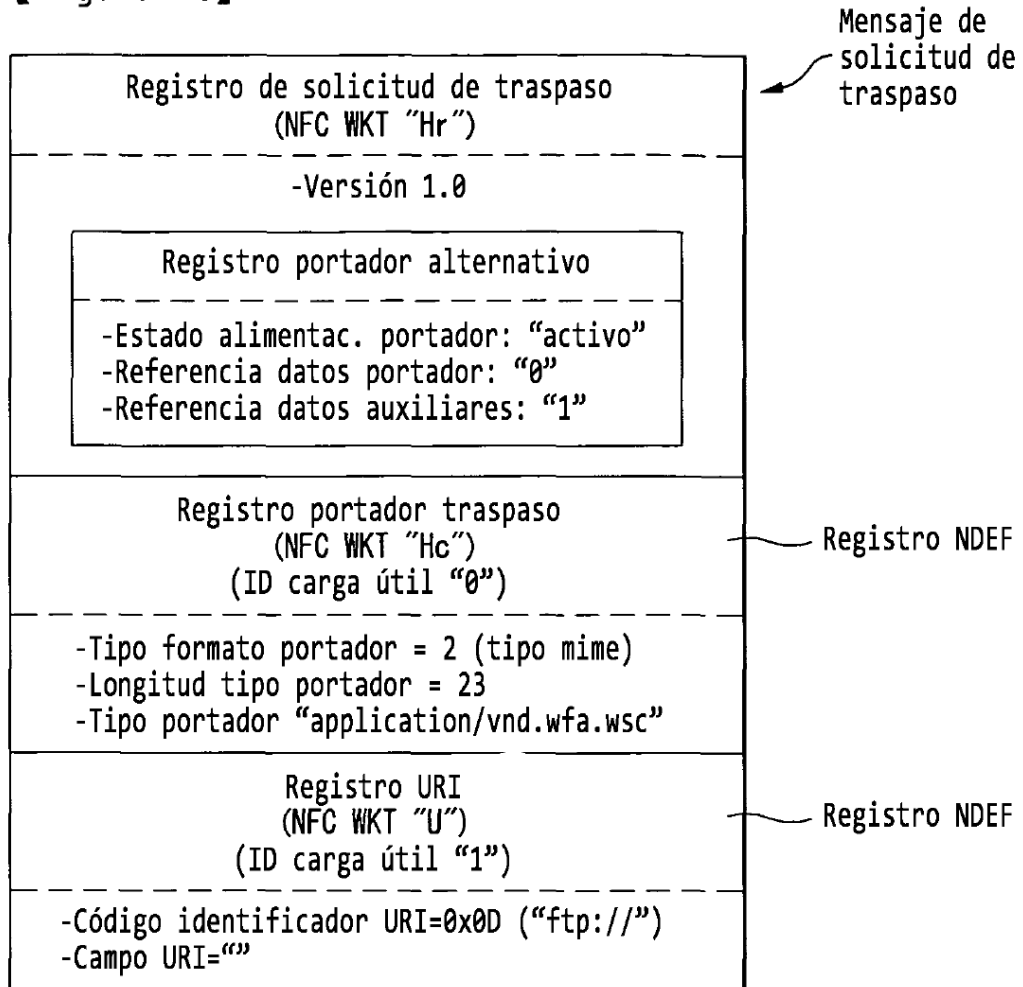 Mensaje de
solicitud de
traspaso
Registro de solicitud de traspaso
(NFC WKT "Hr")
-Versión 1.0
Registro portador alternativo
-Estado alimentac. portador: “activo”
-Referencia datos portador: “0”
-Referencia datos auxiliares: “1”
Registro portador traspaso
(NFC WKT "Hc")
(ID carga útil “0”)
Registro NDEF
-Tipo formato portador = 2 (tipo mime)
-Longitud tipo portador = 23
-Tipo portador “application/vnd.wfa.wsc”
Registro URI
(NFC WKT "U")
(ID carga útil “1”)
Registro NDEF
-Código identificador URI=0x0D (“ftp://”)
-Campo URI=“”